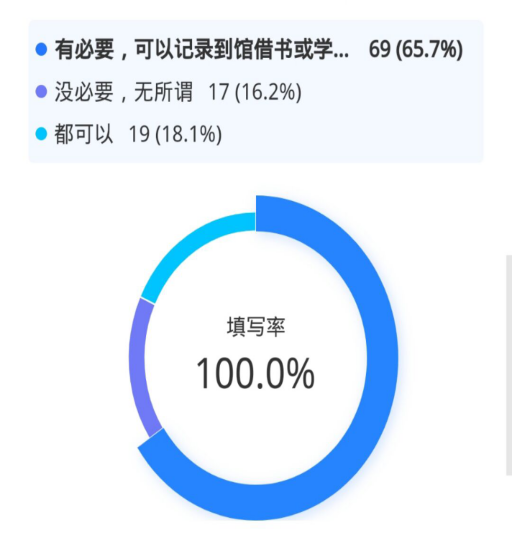 有必要，可以记录到馆借书或学... 69 (65.7%)
没必要，无所谓 17 (16.2%)
都可以 19 (18.1%)
填写率
100.0%